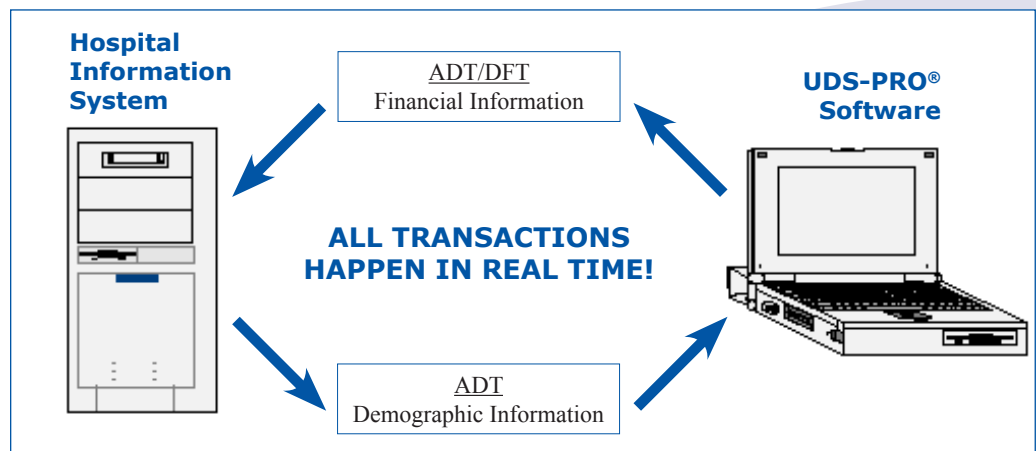 Hospital
Information
System
ADT/DFT
Financial Information
UDS-PRO®
Software
ALL TRANSACTIONS
HAPPEN IN REAL TIME!
ADT
Demographic Information